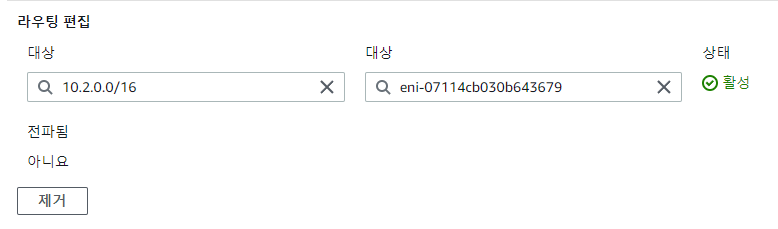 라우팅 편집
대상 대상 상태
10.2.0.0/16 eni-07114cb030b643679 활성
전파됨
아니요
제거